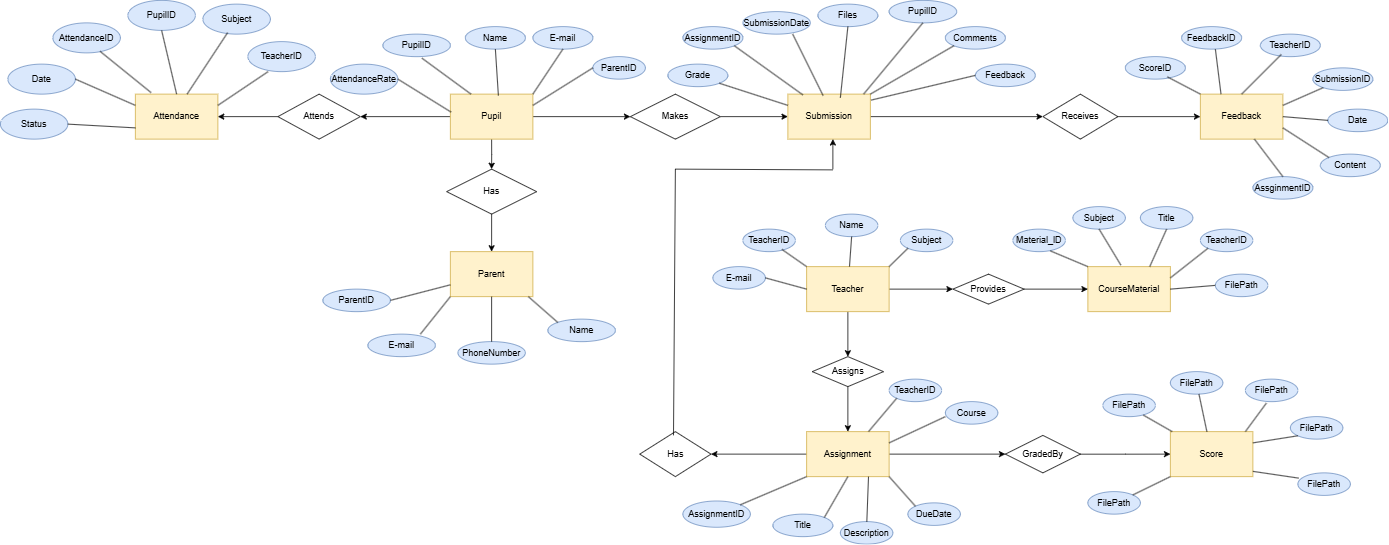 PupilID
Subject
AttendanceID
TeacherID
Date
Status
Attendance
Attends
PupilID
Name
E-mail
AttendanceRate
ParentID
Pupil
Makes
SubmissionDate
Files
PupilID
AssignmentID
Comments
Grade
Feedback
Submission
Receives
FeedbackID
TeacherID
ScoreID
SubmissionID
Date
Content
AssginmentID
Feedback
Has
Parent
ParentID
E-mail
PhoneNumber
Name
TeacherID
Name
Subject
E-mail
Teacher
Provides
Material_ID
Subject
Title
TeacherID
FilePath
CourseMaterial
Assigns
TeacherID
Course
Has
Assignment
AssignmentID
Title
Description
DueDate
GradedBy
FilePath
FilePath
FilePath
FilePath
FilePath
FilePath
Score